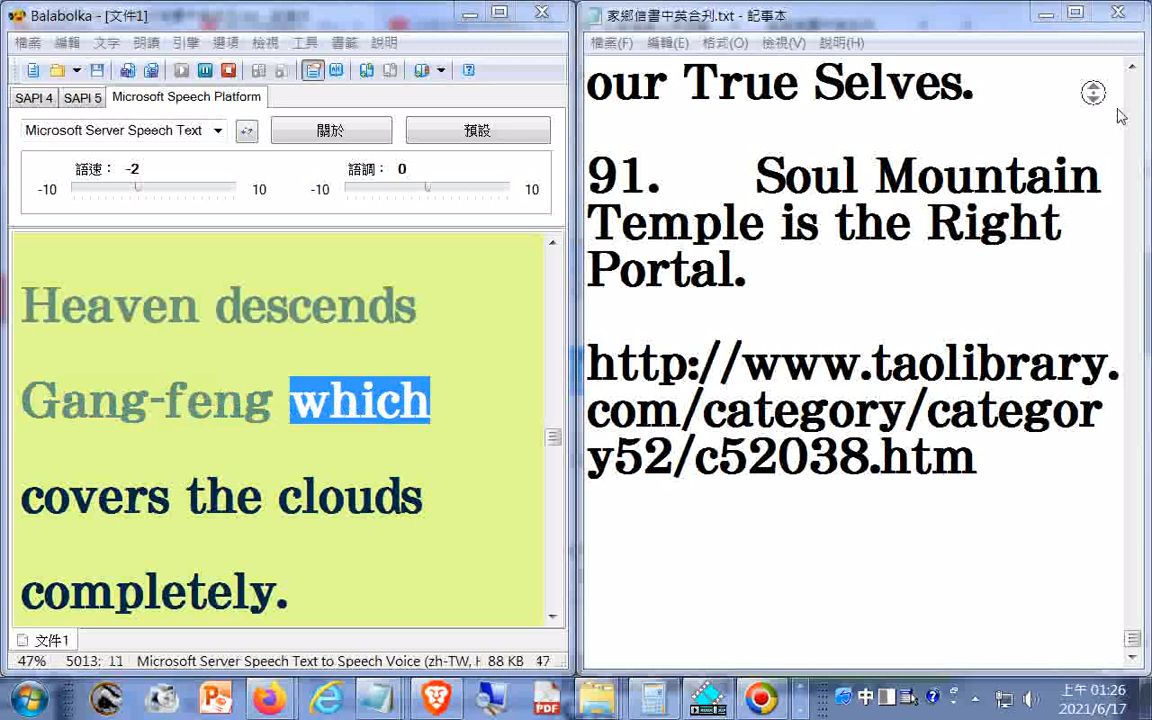 Balabolka - [文件1]
檔案 編輯 文字 朗讀 引擎 選項 檢視 工具 書籤 說明
SAPI 4 SAPI 5 Microsoft Speech Platform
Microsoft Server Speech Text
關於
預設
語速： -2
語調： 0
-10 10
-10 10
Heaven descends
Gang-feng which
covers the clouds
completely.
文件1
47% 5013: 11 Microsoft Server Speech Text to Speech Voice (zh-TW, H 88 KB 47
家鄉信書中英合刋.txt - 記事本
檔案(F) 編輯(E) 格式(O) 檢視(V) 說明(H)
our True Selves.
91. Soul Mountain
Temple is the Right
Portal.
http://www.taolibrary.
com/category/categor
y52/c52038.htm
中
上午 01:26
2021/6/17